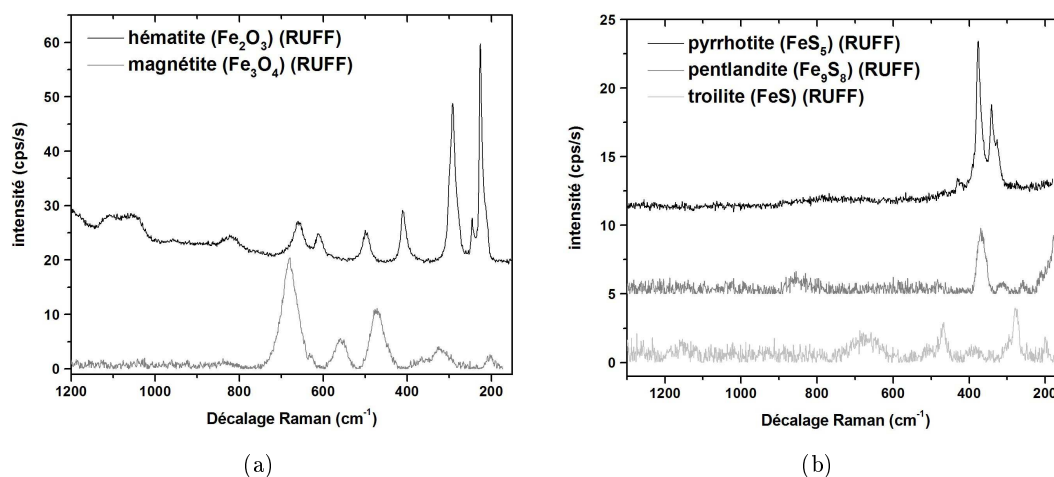 60
50
40
30
20
10
0
intensité (cps/s)
hématite (Fe₂O₃) (RUFF)
magnétite (Fe₃O₄) (RUFF)
1200 1000 800 600 400 200
Décalage Raman (cm⁻¹)
(a)
25
20
15
10
5
0
intensité (cps/s)
pyrrhotite (FeS₅) (RUFF)
pentlandite (Fe₉S₈) (RUFF)
troilite (FeS) (RUFF)
1200 1000 800 600 400 200
Décalage Raman (cm⁻¹)
(b)